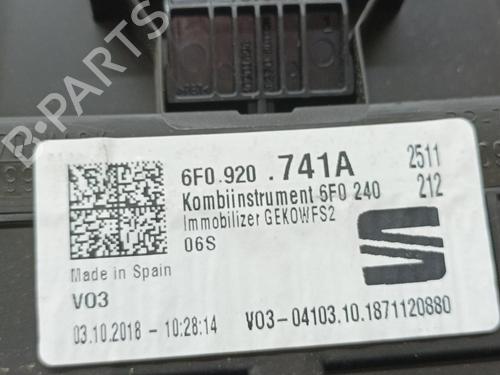 B-PARTS
6F0.920 .741A 2511
Kombiinstrument 6F0 240 212
Immobilizer GEKOWFS2
06S
Made in Spain
V03
03.10.2018 - 10:28:14 V03-04103.10.1871120880